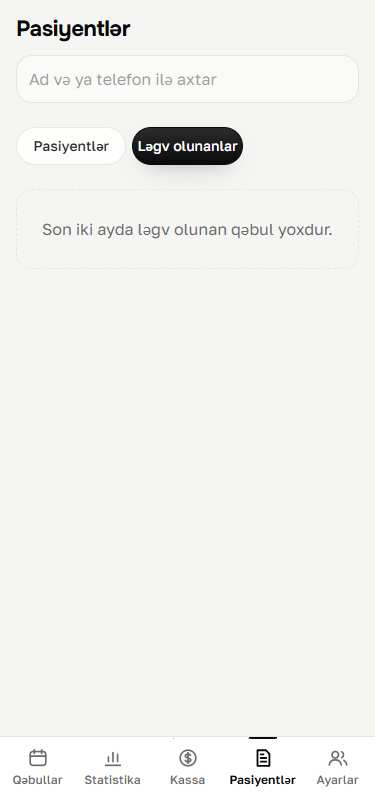 Pasiyentlər
Ad və ya telefon ilə axtar
Pasiyentlər
Ləgv olunanlar
Son iki ayda ləgv olunan qəbul yoxdur.
Qəbullar
Statistika
Kassa
Pasiyentlər
Ayarlar